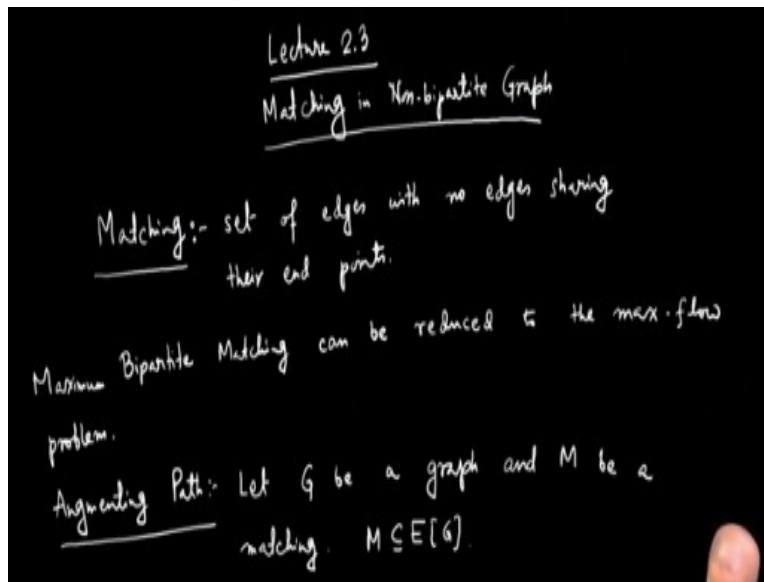 Lecture 2.3
Matching in Non-bipartite Graph
Matching:- set of edges with no edges sharing
their end points.
Maximum Bipartite Matching can be reduced to the max-flow
problem.
Augmenting Path:- Let G be a graph and M be a
matching. M ⊆ E[G].